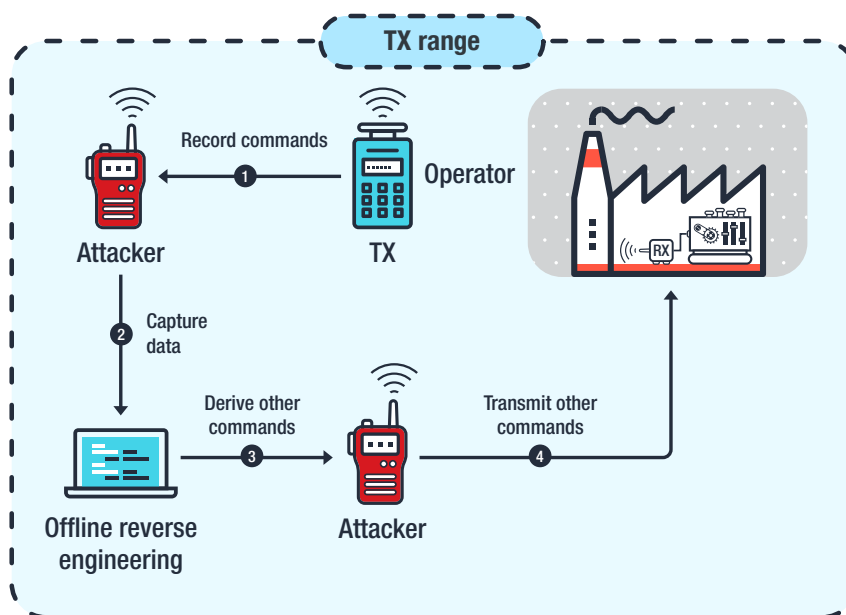 TX range
Record commands
1
Operator
Attacker
TX
RX
2
Capture
data
Derive other
commands
3
Transmit other
commands
4
Offline reverse
engineering
Attacker